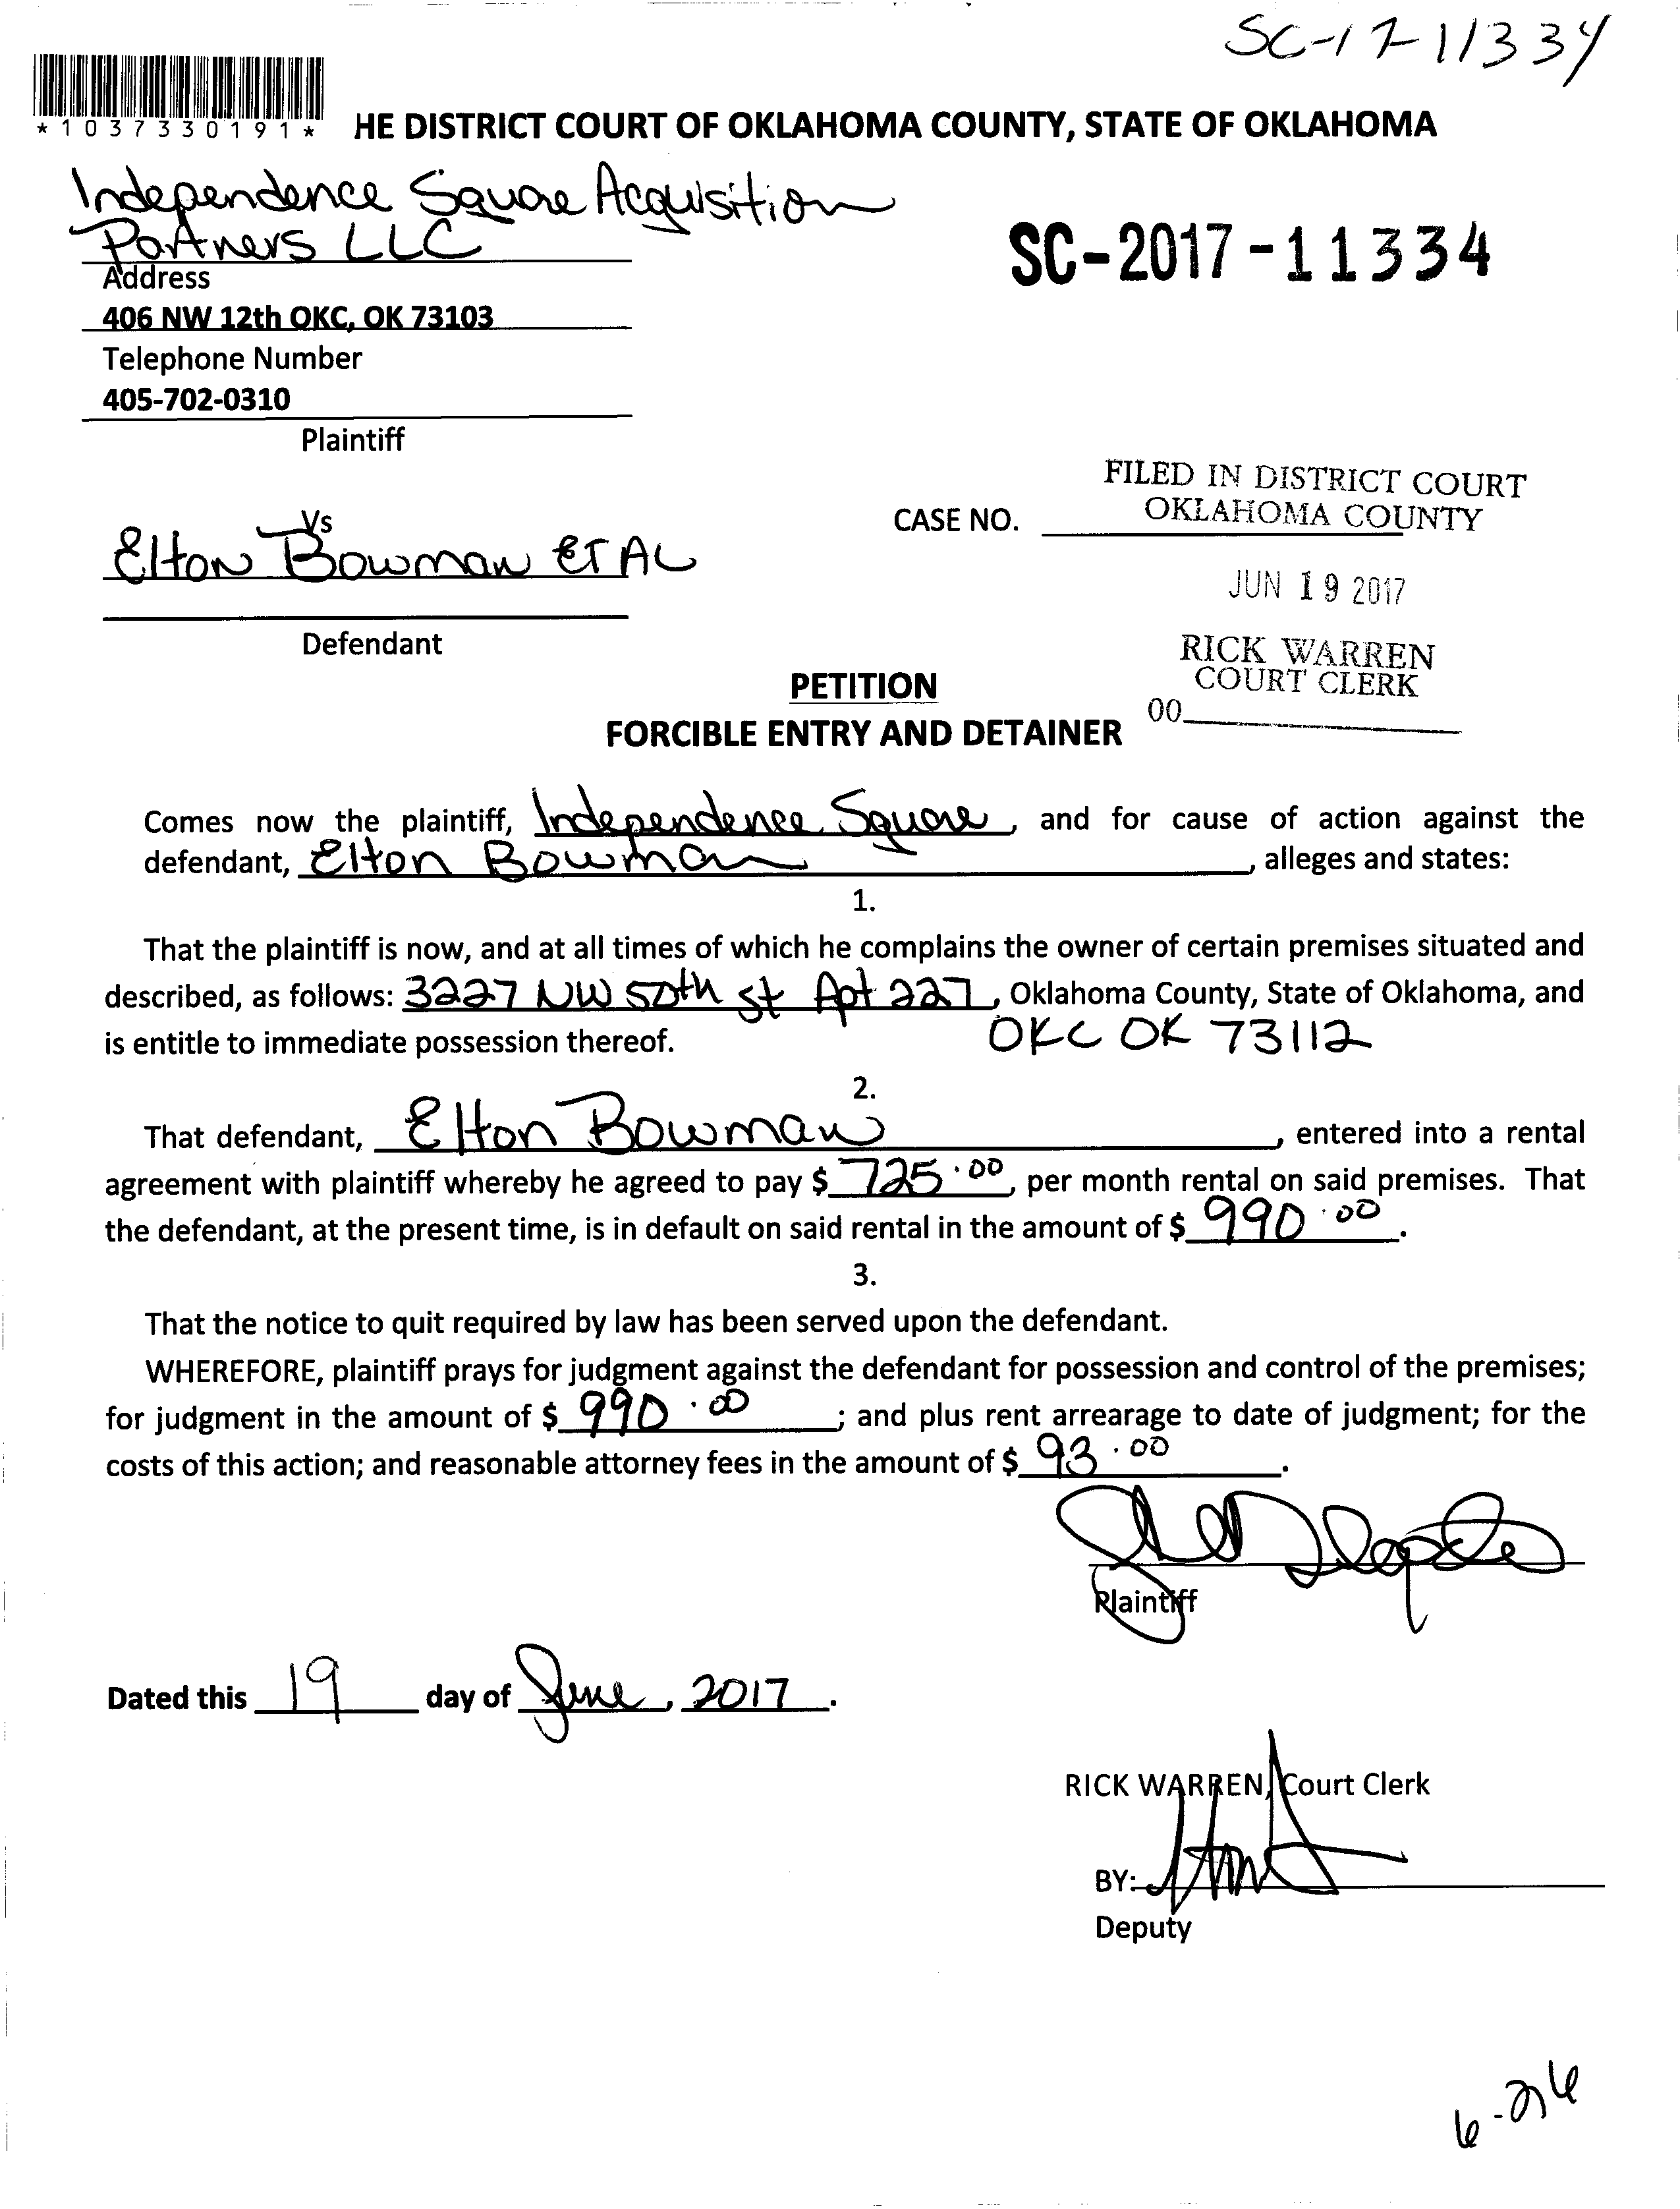 SC-17-11334
*1037330191*
HE DISTRICT COURT OF OKLAHOMA COUNTY, STATE OF OKLAHOMA
Independence Square Acquisition
Partners LLC
Address
406 NW 12th OKC, OK 73103
Telephone Number
405-702-0310
Plaintiff
SC-2017-11334
Vs
Elton Bowman ET AL
Defendant
CASE NO.
FILED IN DISTRICT COURT
OKLAHOMA COUNTY
JUN 19 2017
RICK WARREN
COURT CLERK
00
PETITION
FORCIBLE ENTRY AND DETAINER
Comes now the plaintiff, Independence Square, and for cause of action against the
defendant, Elton Bowman, alleges and states:
1.
That the plaintiff is now, and at all times of which he complains the owner of certain premises situated and
described, as follows: 3227 NW 50th st Apt 227, Oklahoma County, State of Oklahoma, and
is entitle to immediate possession thereof. OKC OK 73112
2.
That defendant, Elton Bowman, entered into a rental
agreement with plaintiff whereby he agreed to pay $ 725.00, per month rental on said premises. That
the defendant, at the present time, is in default on said rental in the amount of $ 990.00.
3.
That the notice to quit required by law has been served upon the defendant.
WHEREFORE, plaintiff prays for judgment against the defendant for possession and control of the premises;
for judgment in the amount of $ 990.00; and plus rent arrearage to date of judgment; for the
costs of this action; and reasonable attorney fees in the amount of $ 93.00.
Plaintiff
Dated this 19 day of June, 2017.
RICK WARREN, Court Clerk
BY:
Deputy
6-26